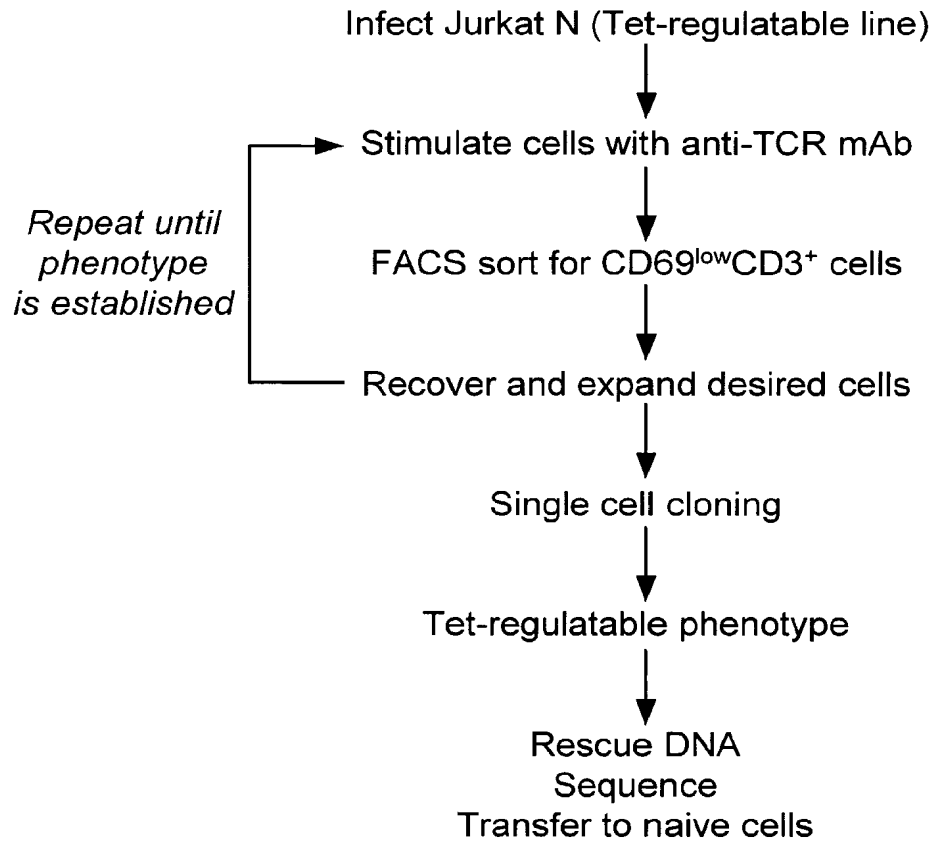 Infect Jurkat N (Tet-regulatable line)
Stimulate cells with anti-TCR mAb
Repeat until
phenotype
is established
FACS sort for CD69ˡᵒʷCD3⁺ cells
Recover and expand desired cells
Single cell cloning
Tet-regulatable phenotype
Rescue DNA
Sequence
Transfer to naive cells